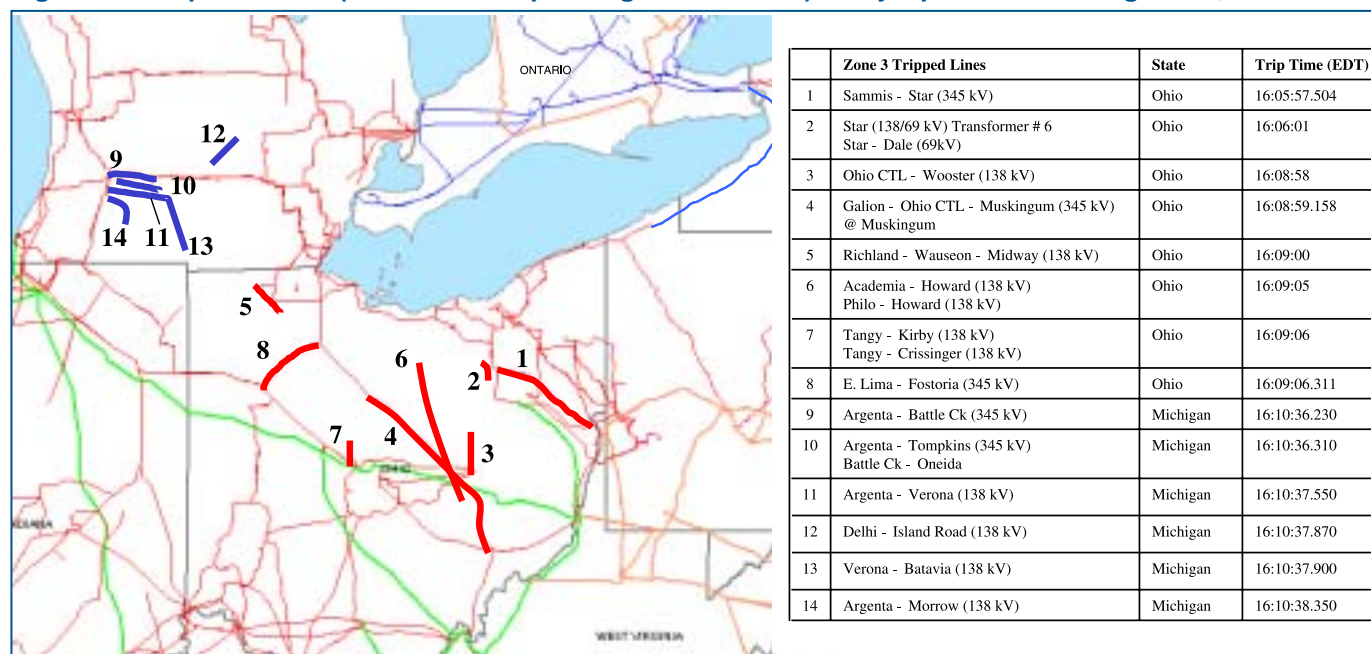 ONTARIO
12
9
10
14
11
13
5
8
6
1
2
7
4
3
WEST VIRGINIA
Zone 3 Tripped Lines State Trip Time (EDT)
1 Sammis - Star (345 kV) Ohio 16:05:57.504
2 Star (138/69 kV) Transformer # 6 Ohio 16:06:01
Star - Dale (69kV)
3 Ohio CTL - Wooster (138 kV) Ohio 16:08:58
4 Galion - Ohio CTL - Muskingum (345 kV) Ohio 16:08:59.158
@ Muskingum
5 Richland - Wauseon - Midway (138 kV) Ohio 16:09:00
6 Academia - Howard (138 kV) Ohio 16:09:05
Philo - Howard (138 kV)
7 Tangy - Kirby (138 kV) Ohio 16:09:06
Tangy - Crissinger (138 kV)
8 E. Lima - Fostoria (345 kV) Ohio 16:09:06.311
9 Argenta - Battle Ck (345 kV) Michigan 16:10:36.230
10 Argenta - Tompkins (345 kV) Michigan 16:10:36.310
Battle Ck - Oneida
11 Argenta - Verona (138 kV) Michigan 16:10:37.550
12 Delhi - Island Road (138 kV) Michigan 16:10:37.870
13 Verona - Batavia (138 kV) Michigan 16:10:37.900
14 Argenta - Morrow (138 kV) Michigan 16:10:38.350